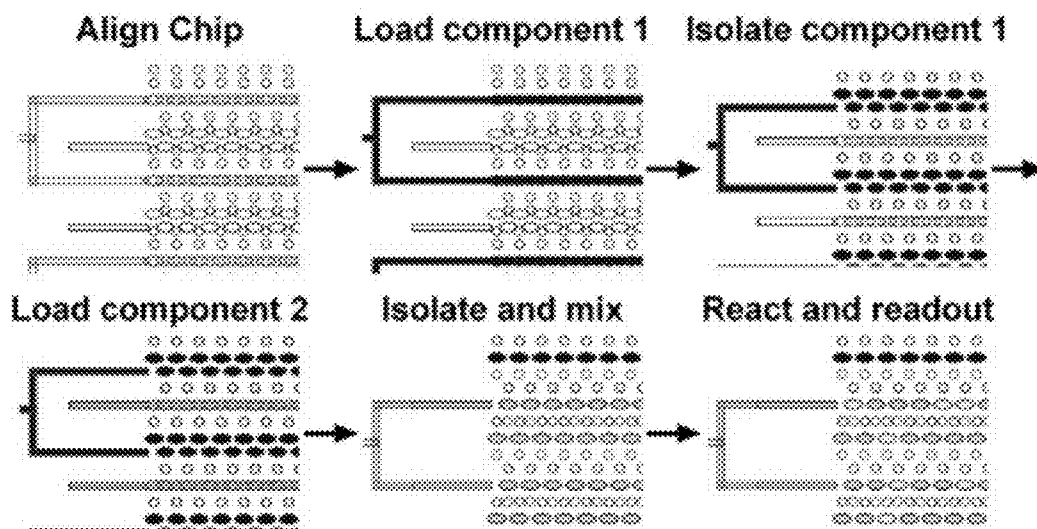 Align Chip
Load component 1
Isolate component 1
Load component 2
Isolate and mix
React and readout